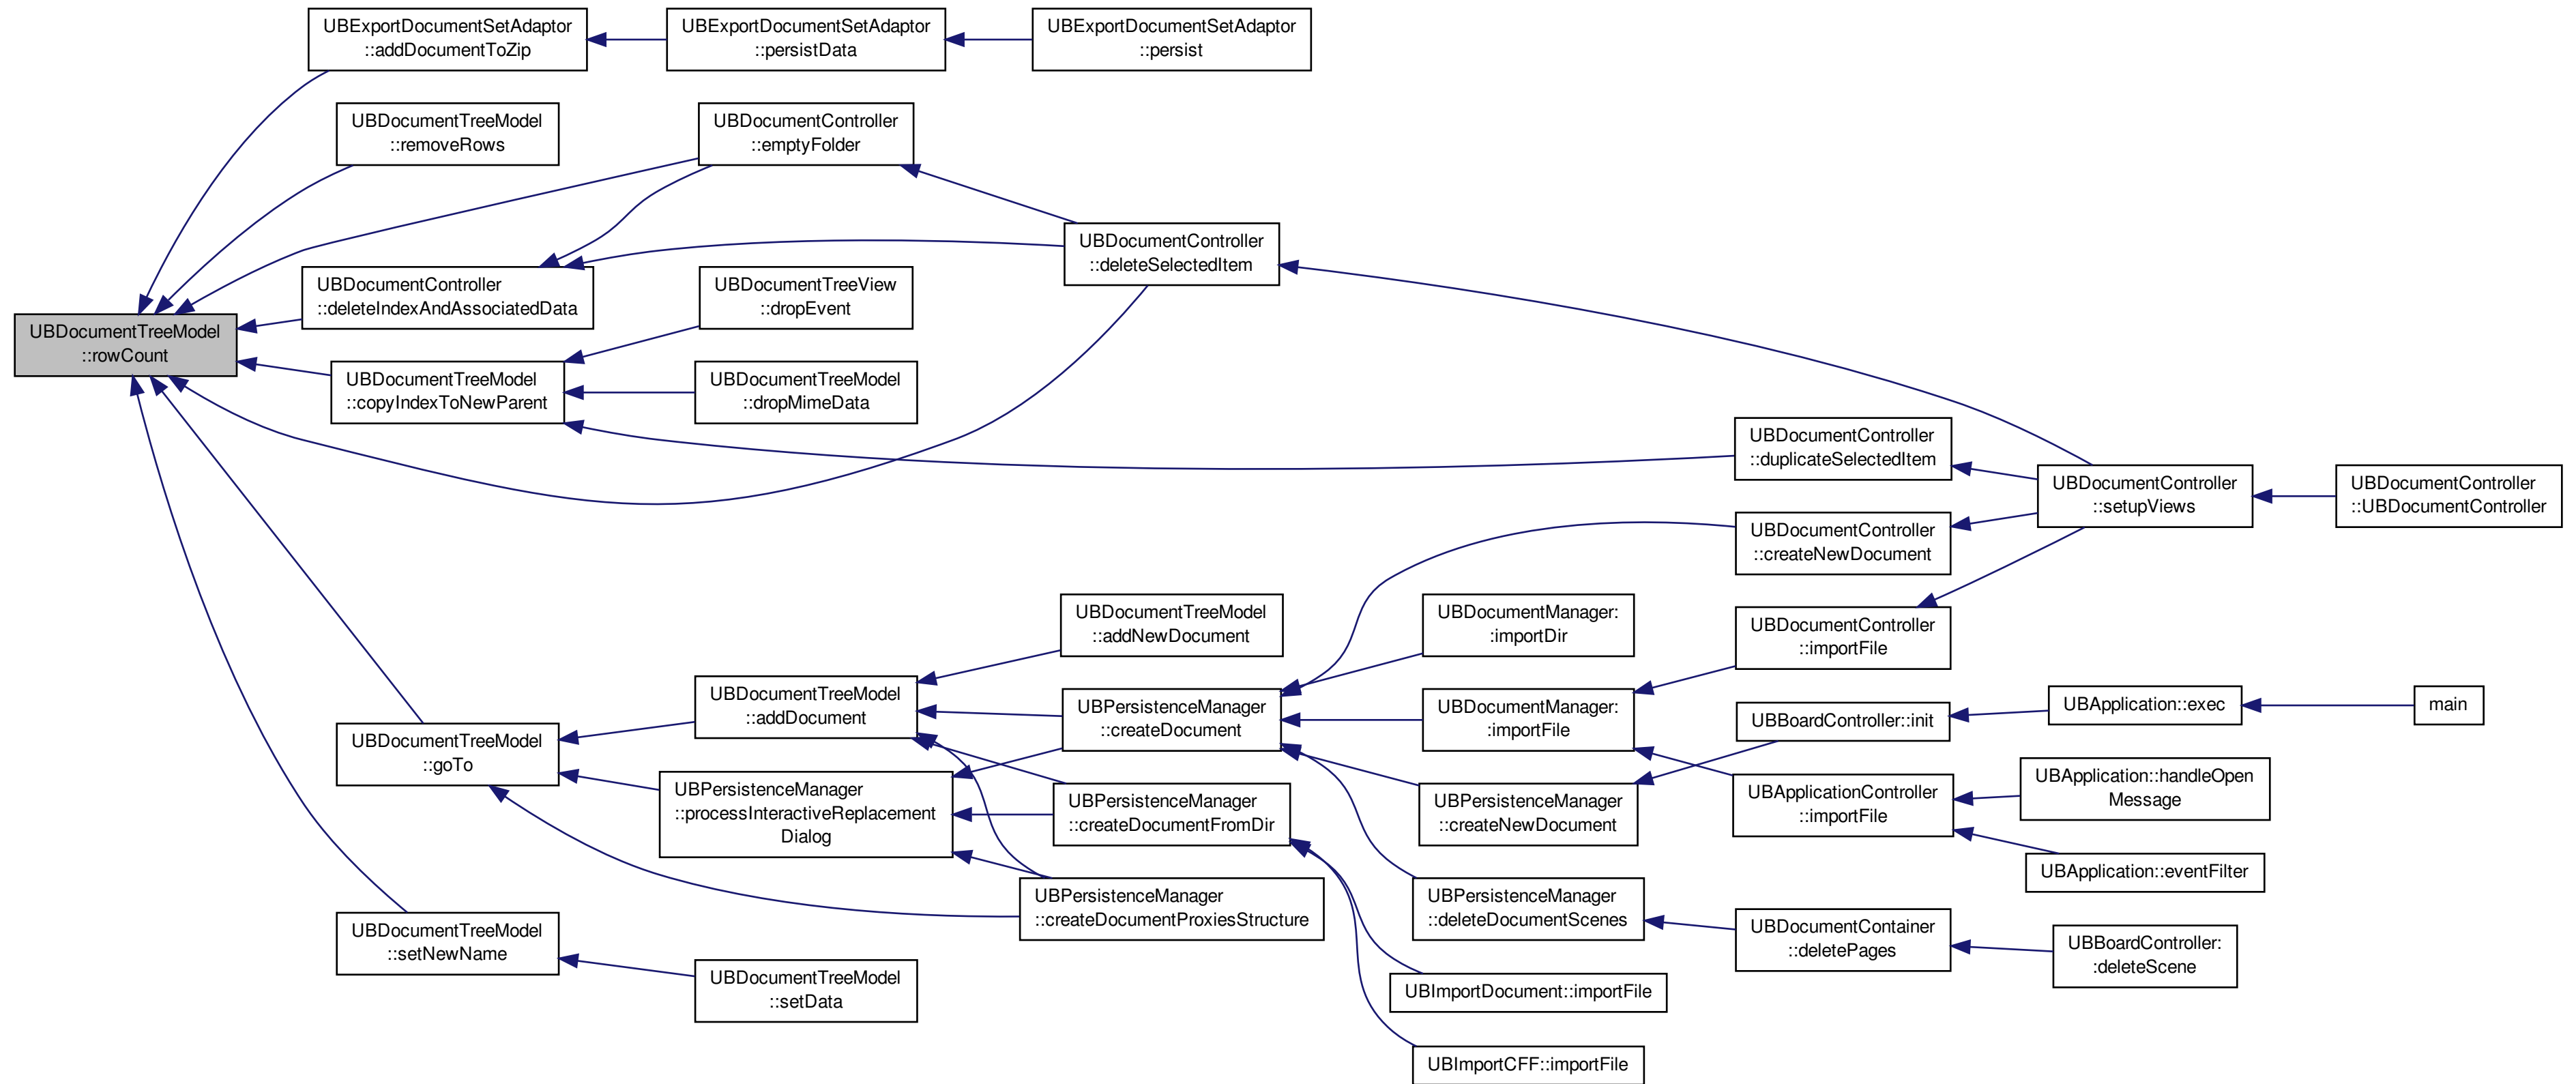 UBExportDocumentSetAdaptor
::addDocumentToZip
UBExportDocumentSetAdaptor
::persistData
UBExportDocumentSetAdaptor
::persist
UBDocumentTreeModel
::removeRows
UBDocumentController
::emptyFolder
UBDocumentController
::deleteSelectedItem
UBDocumentController
::deleteIndexAndAssociatedData
UBDocumentTreeView
::dropEvent
UBDocumentTreeModel
::rowCount
UBDocumentTreeModel
::copyIndexToNewParent
UBDocumentTreeModel
::dropMimeData
UBDocumentController
::duplicateSelectedItem
UBDocumentController
::setupViews
UBDocumentController
::UBDocumentController
UBDocumentController
::createNewDocument
UBDocumentTreeModel
::addNewDocument
UBDocumentManager:
:importDir
UBDocumentController
::importFile
UBDocumentTreeModel
::addDocument
UBPersistenceManager
::createDocument
UBDocumentManager:
:importFile
UBBoardController::init
UBApplication::exec
main
UBDocumentTreeModel
::goTo
UBPersistenceManager
::processInteractiveReplacement
Dialog
UBPersistenceManager
::createDocumentFromDir
UBPersistenceManager
::createNewDocument
UBApplicationController
::importFile
UBApplication::handleOpen
Message
UBApplication::eventFilter
UBPersistenceManager
::createDocumentProxiesStructure
UBPersistenceManager
::deleteDocumentScenes
UBDocumentContainer
::deletePages
UBBoardController:
:deleteScene
UBDocumentTreeModel
::setNewName
UBDocumentTreeModel
::setData
UBImportDocument::importFile
UBImportCFF::importFile